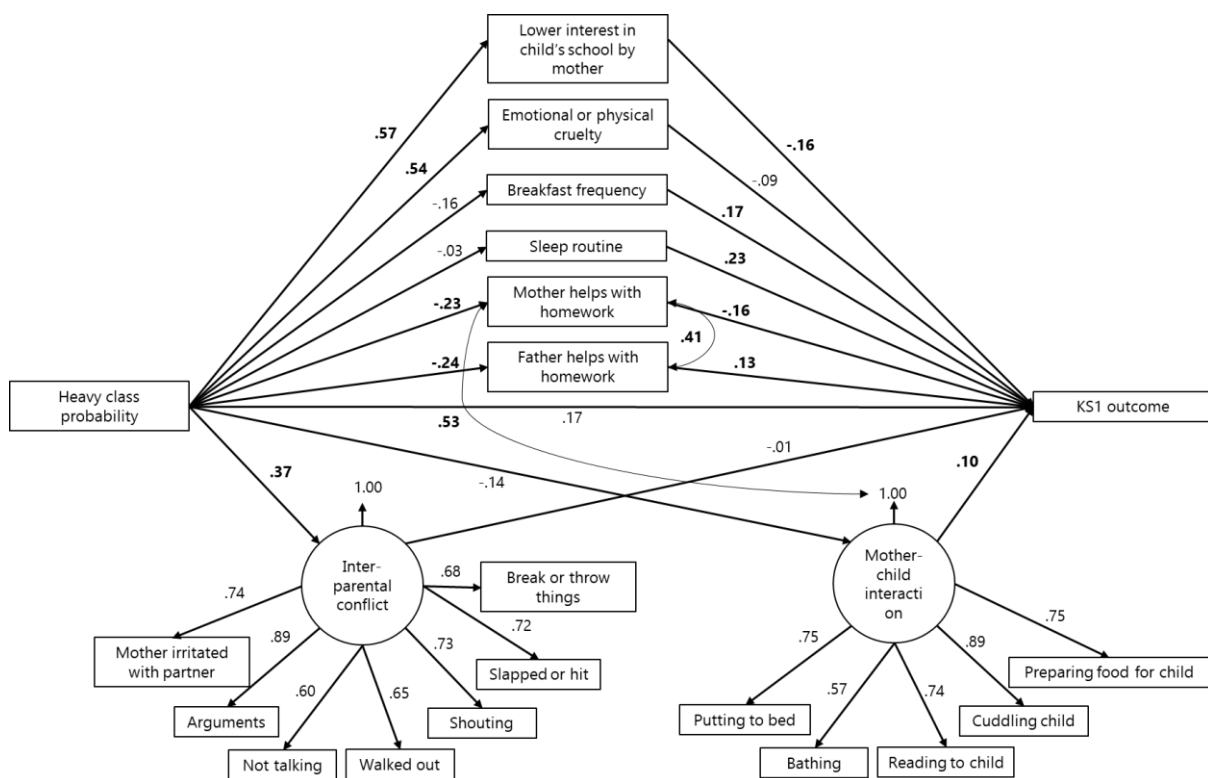 Lower interest in
child's school by
mother
Emotional or physical
cruelty
.57
-.16
.54
-.09
Breakfast frequency
-.16
.17
Sleep routine
-.03
.23
Mother helps with
homework
-.23
-.16
.41
Father helps with
homework
-.24
.13
Heavy class
probability
KS1 outcome
.53
.17
-.01
.37
-.14
.10
1.00
1.00
Inter-
parental
conflict
Mother-
child
interacti
on
.68
Break or throw
things
.74
.72
.75
Mother irritated
with partner
.89
.73
Slapped or hit
.75
.89
Preparing food for child
.60
.65
.57
.74
Arguments
Shouting
Putting to bed
Cuddling child
Not talking
Walked out
Bathing
Reading to child